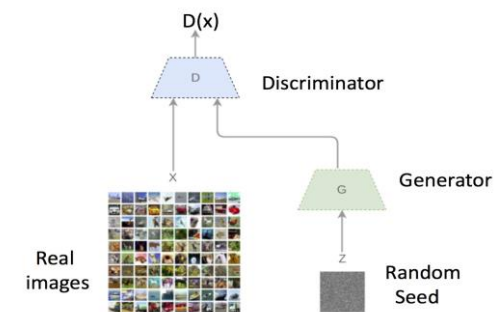 D(x)
D
Discriminator
X
G
Generator
Z
Real
images
Random
Seed